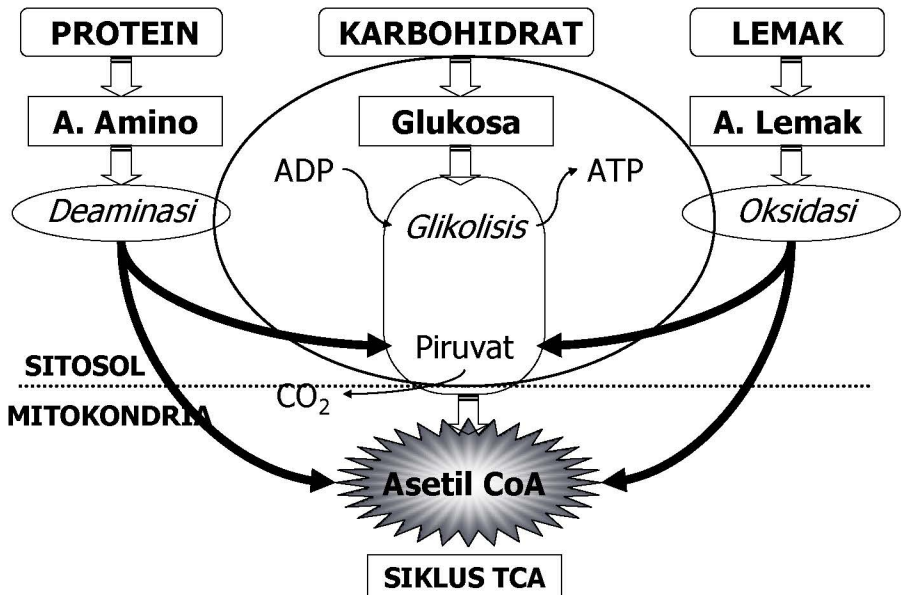 PROTEIN
KARBOHIDRAT
LEMAK
A. Amino
Glukosa
A. Lemak
ADP
ATP
Deaminasi
Glikolisis
Oksidasi
Piruvat
SITOSOL
CO₂
MITOKONDRIA
Asetil CoA
SIKLUS TCA